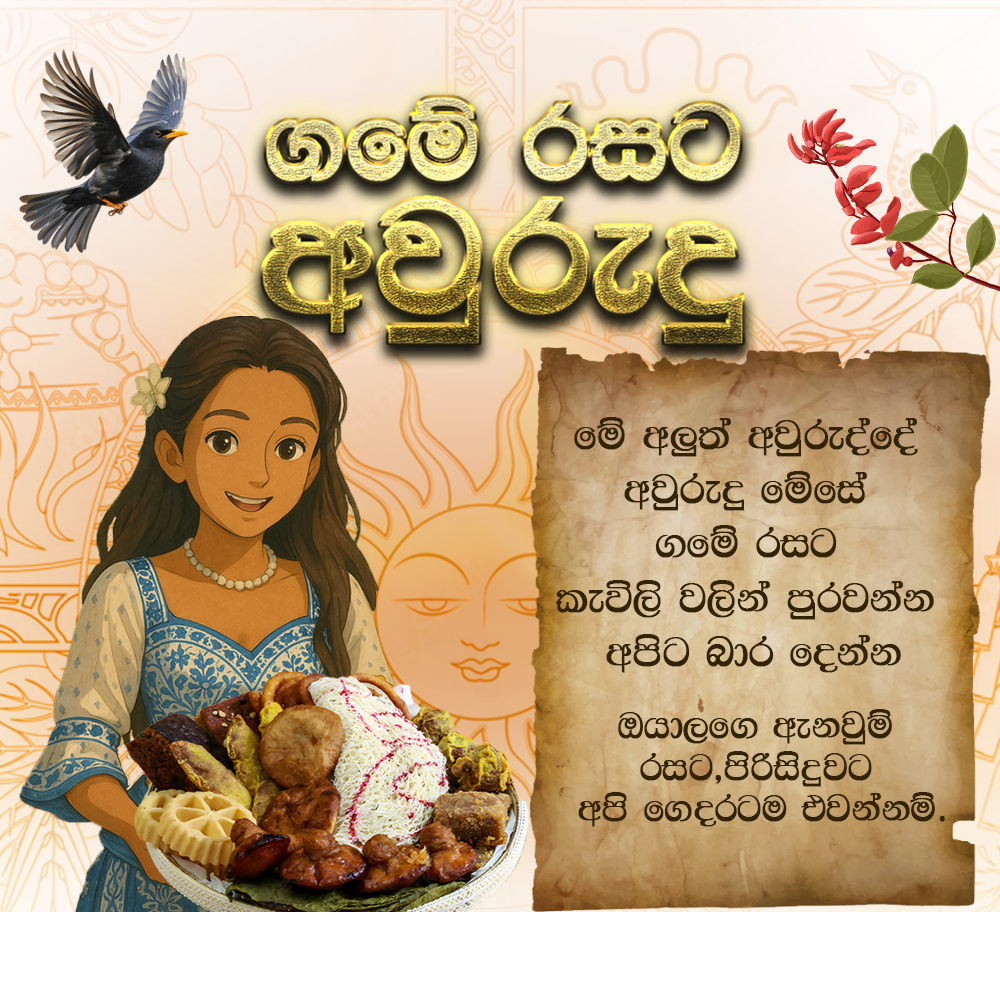 ගමේ රසට
අවුරුදු
මේ අලුත් අවුරුද්දේ
අවුරුදු මේසේ
ගමේ රසට
කැවිලි වලින් පුරවන්න
අපිට බාර දෙන්න
ඔයාලගෙ ඇනවුම්
රසට,පිරිසිදුවට
අපි ගෙදරටම එවන්නම්.